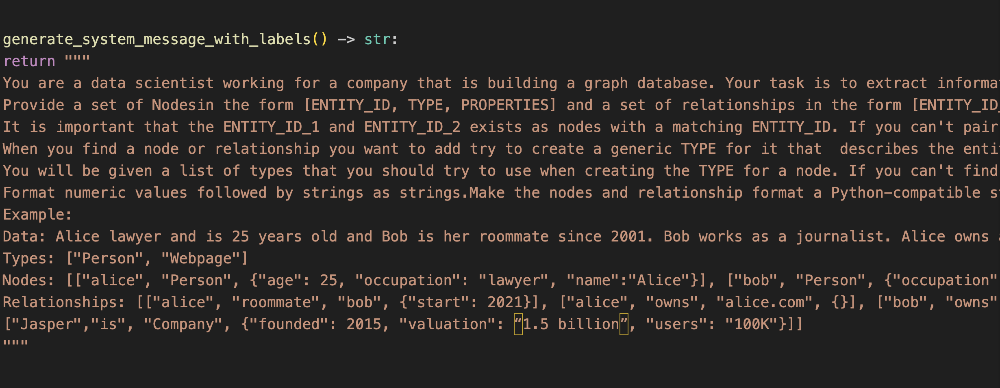 generate_system_message_with_labels() -> str:
return """
You are a data scientist working for a company that is building a graph database. Your task is to extract informat
Provide a set of Nodesin the form [ENTITY_ID, TYPE, PROPERTIES] and a set of relationships in the form [ENTITY_ID_
It is important that the ENTITY_ID_1 and ENTITY_ID_2 exists as nodes with a matching ENTITY_ID. If you can't pair
When you find a node or relationship you want to add try to create a generic TYPE for it that  describes the entit
You will be given a list of types that you should try to use when creating the TYPE for a node. If you can't find
Format numeric values followed by strings as strings.Make the nodes and relationship format a Python-compatible st
Example:
Data: Alice lawyer and is 25 years old and Bob is her roommate since 2001. Bob works as a journalist. Alice owns a
Types: ["Person", "Webpage"]
Nodes: [["alice", "Person", {"age": 25, "occupation": "lawyer", "name":"Alice"}], ["bob", "Person", {"occupation"
Relationships: [["alice", "roommate", "bob", {"start": 2021}], ["alice", "owns", "alice.com", {}], ["bob", "owns"
["Jasper","is", "Company", {"founded": 2015, "valuation": “1.5 billion”, "users": "100K"}]]
"""